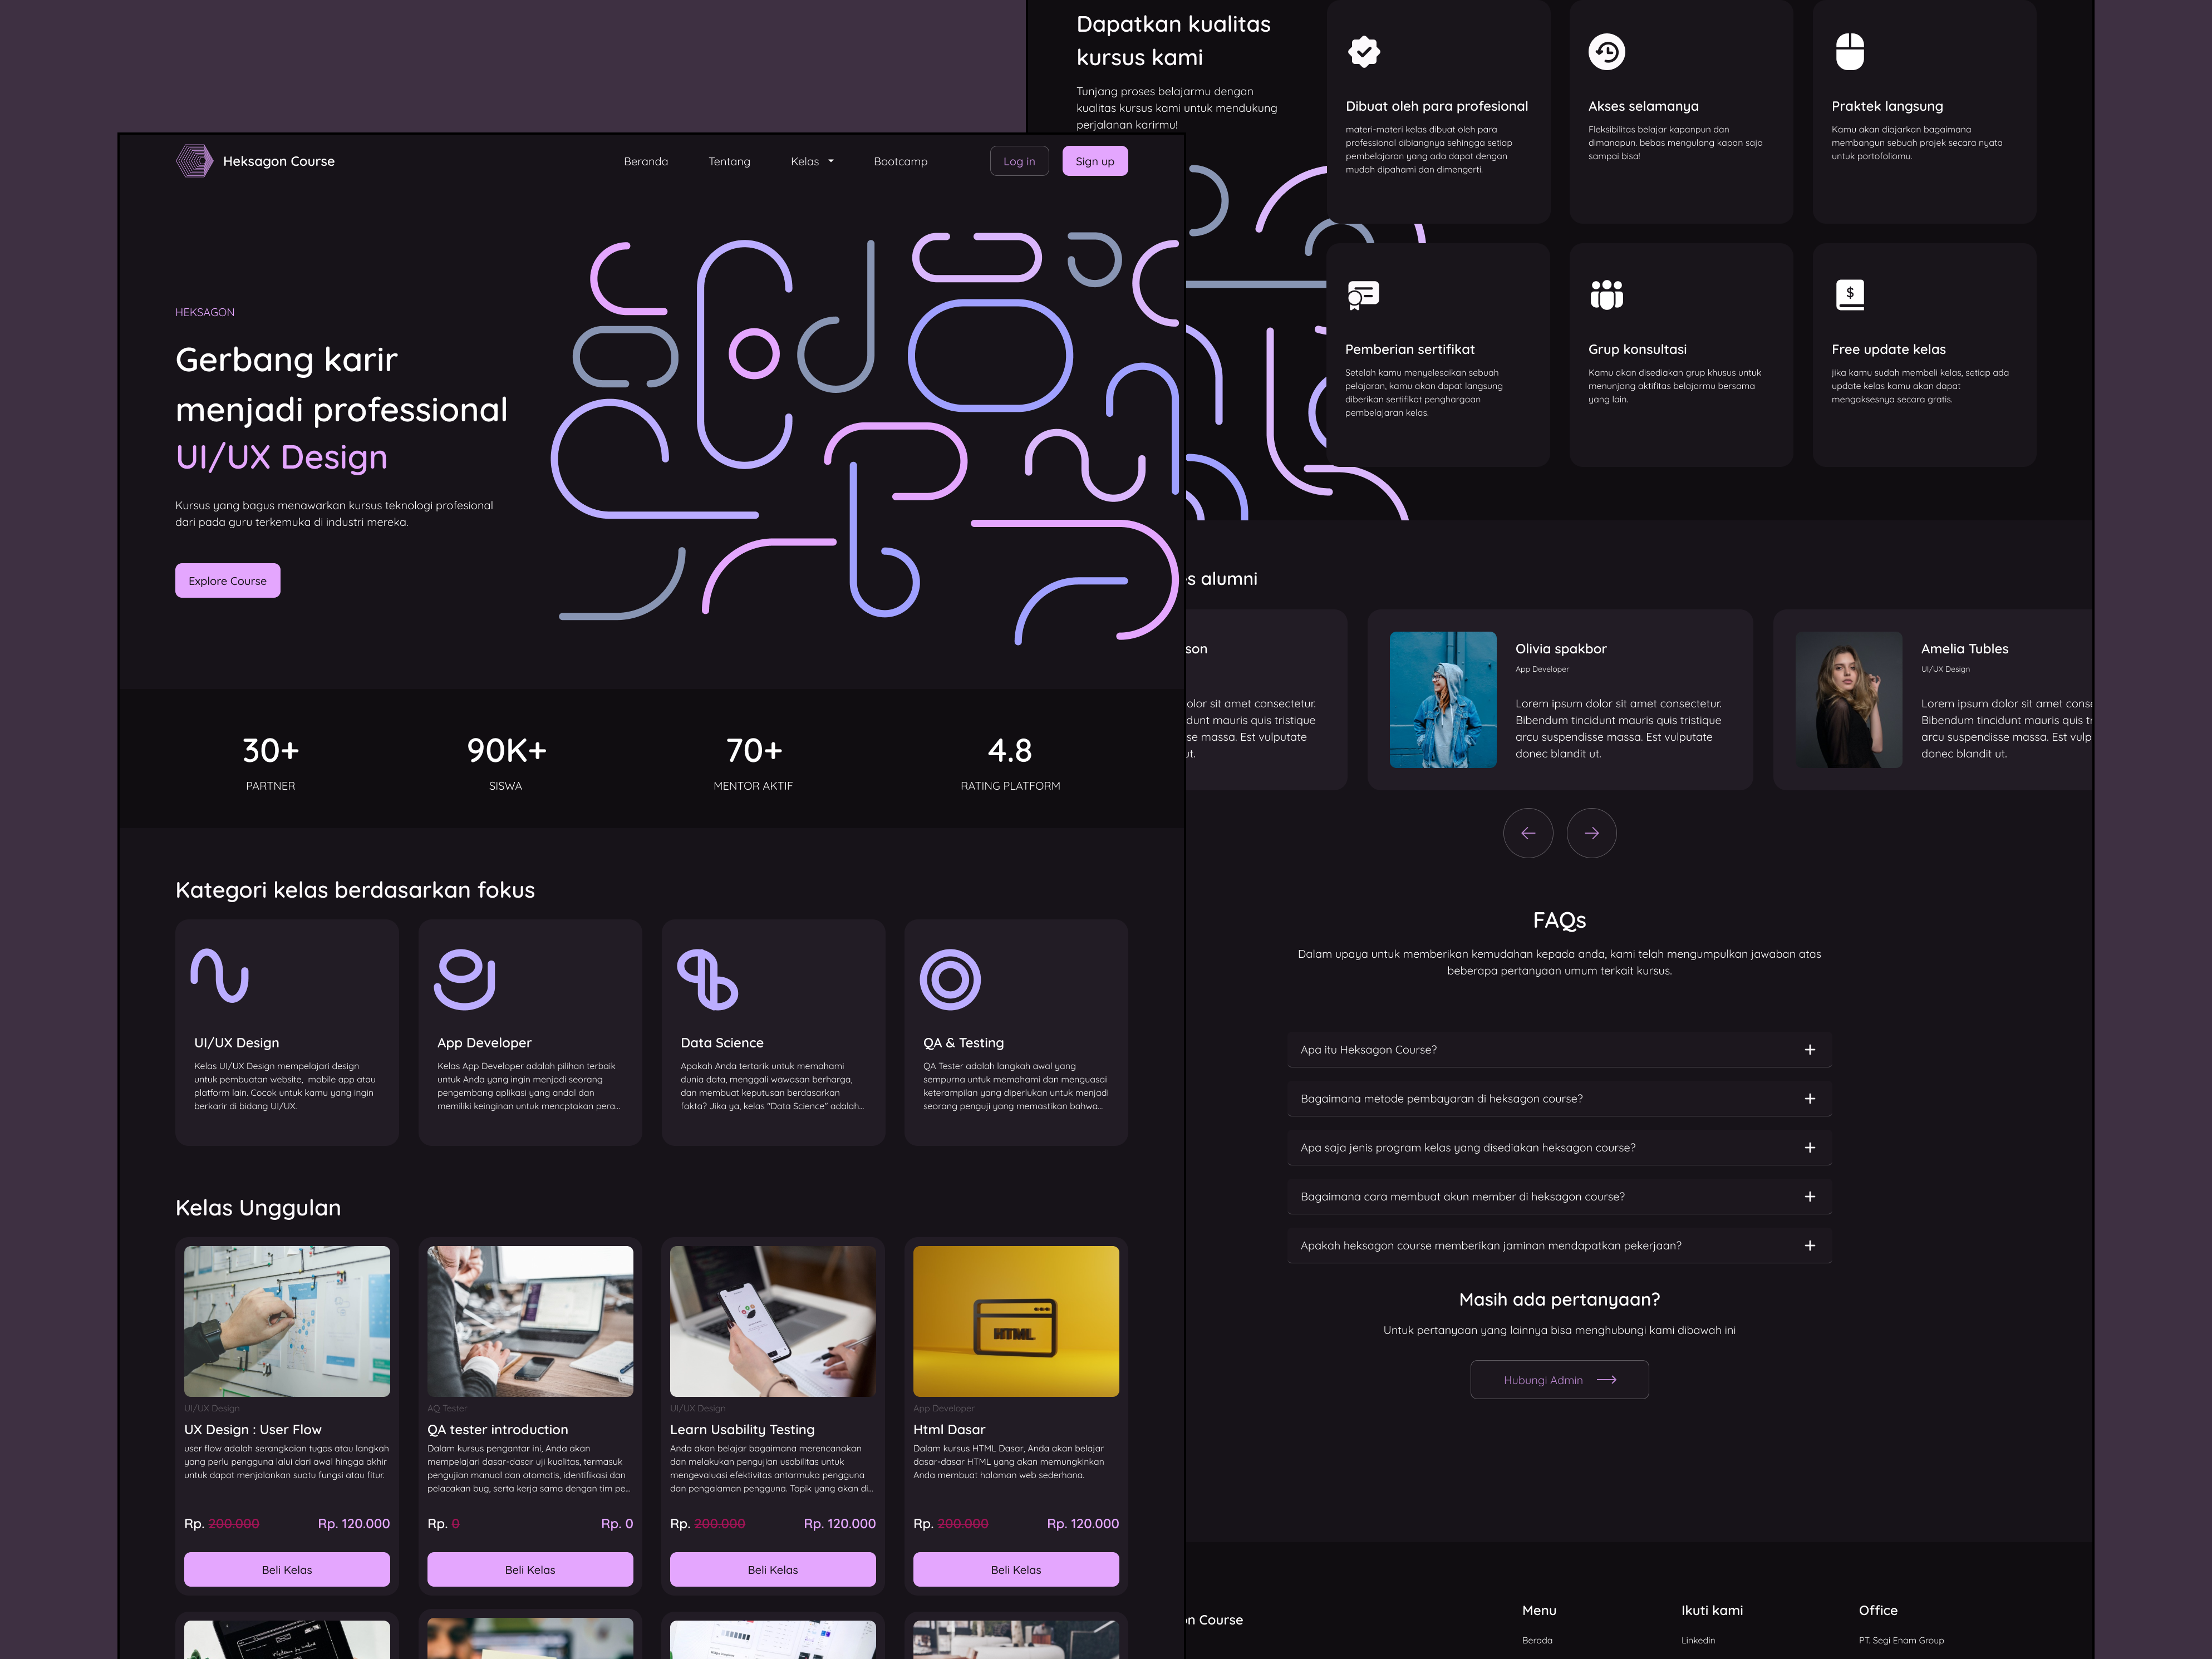 Heksagon Course
Beranda
Tentang
Kelas
Bootcamp
Log in
Sign up
HEKSAGON
Gerbang karir
menjadi professional
UI/UX Design
Kursus yang bagus menawarkan kursus teknologi profesional
dari pada guru terkemuka di industri mereka.
Explore Course
30+
PARTNER
90K+
SISWA
70+
MENTOR AKTIF
4.8
RATING PLATFORM
Kategori kelas berdasarkan fokus
UI/UX Design
Kelas UI/UX Design mempelajari design
untuk pembuatan website, mobile app atau
platform lain. Cocok untuk kamu yang ingin
berkarir di bidang UI/UX.
App Developer
Kelas App Developer adalah pilihan terbaik
untuk Anda yang ingin menjadi seorang
pengembang aplikasi yang andal dan
memiliki keinginan untuk mencptakan pera...
Data Science
Apakah Anda tertarik untuk memahami
dunia data, menggali wawasan berharga,
dan membuat keputusan berdasarkan
fakta? Jika ya, kelas "Data Science" adalah...
QA & Testing
QA Tester adalah langkah awal yang
sempurna untuk memahami dan menguasai
keterampilan yang diperlukan untuk menjadi
seorang penguji yang memastikan bahwa...
Kelas Unggulan
UI/UX Design
UX Design : User Flow
user flow adalah serangkaian tugas atau langkah
yang perlu pengguna lalui dari awal hingga akhir
untuk dapat menjalankan suatu fungsi atau fitur.
Rp. 200.000
Rp. 120.000
Beli Kelas
AQ Tester
QA tester introduction
Dalam kursus pengantar ini, Anda akan
mempelajari dasar-dasar uji kualitas, termasuk
pengujian manual dan otomatis, identifikasi dan
pelacakan bug, serta kerja sama dengan tim pe...
Rp. 0
Rp. 0
Beli Kelas
UI/UX Design
Learn Usability Testing
Anda akan belajar bagaimana merencanakan
dan melakukan pengujian usabilitas untuk
mengevaluasi efektivitas antarmuka pengguna
dan pengalaman pengguna. Topik yang akan di...
Rp. 200.000
Rp. 120.000
Beli Kelas
HTML
App Developer
Html Dasar
Dalam kursus HTML Dasar, Anda akan belajar
dasar-dasar HTML yang akan memungkinkan
Anda membuat halaman web sederhana.
Rp. 200.000
Rp. 120.000
Beli Kelas
Dapatkan kualitas
kursus kami
Tunjang proses belajarmu dengan
kualitas kursus kami untuk mendukung
perjalanan karirmu!
Dibuat oleh para profesional
materi-materi kelas dibuat oleh para
professional dibiangnya sehingga setiap
pembelajaran yang ada dapat dengan
mudah dipahami dan dimengerti.
Akses selamanya
Fleksibilitas belajar kapanpun dan
dimanapun. bebas mengulang kapan saja
sampai bisa!
Praktek langsung
Kamu akan diajarkan bagaimana
membangun sebuah projek secara nyata
untuk portofoliomu.
Pemberian sertifikat
Setelah kamu menyelesaikan sebuah
pelajaran, kamu akan dapat langsung
diberikan sertifikat penghargaan
pembelajaran kelas.
Grup konsultasi
Kamu akan disediakan grup khusus untuk
menunjang aktifitas belajarmu bersama
yang lain.
$
Free update kelas
jika kamu sudah membeli kelas, setiap ada
update kelas kamu akan dapat
mengaksesnya secara gratis.
s alumni
son
olor sit amet consectetur.
dunt mauris quis tristique
se massa. Est vulputate
ut.
Olivia spakbor
App Developer
Lorem ipsum dolor sit amet consectetur.
Bibendum tincidunt mauris quis tristique
arcu suspendisse massa. Est vulputate
donec blandit ut.
Amelia Tubles
UI/UX Design
Lorem ipsum dolor sit amet conse
Bibendum tincidunt mauris quis tr
arcu suspendisse massa. Est vulp
donec blandit ut.
FAQs
Dalam upaya untuk memberikan kemudahan kepada anda, kami telah mengumpulkan jawaban atas
beberapa pertanyaan umum terkait kursus.
Apa itu Heksagon Course?
Bagaimana metode pembayaran di heksagon course?
Apa saja jenis program kelas yang disediakan heksagon course?
Bagaimana cara membuat akun member di heksagon course?
Apakah heksagon course memberikan jaminan mendapatkan pekerjaan?
Masih ada pertanyaan?
Untuk pertanyaan yang lainnya bisa menghubungi kami dibawah ini
Hubungi Admin
n Course
Menu
Berada
Ikuti kami
Linkedin
Office
PT. Segi Enam Group